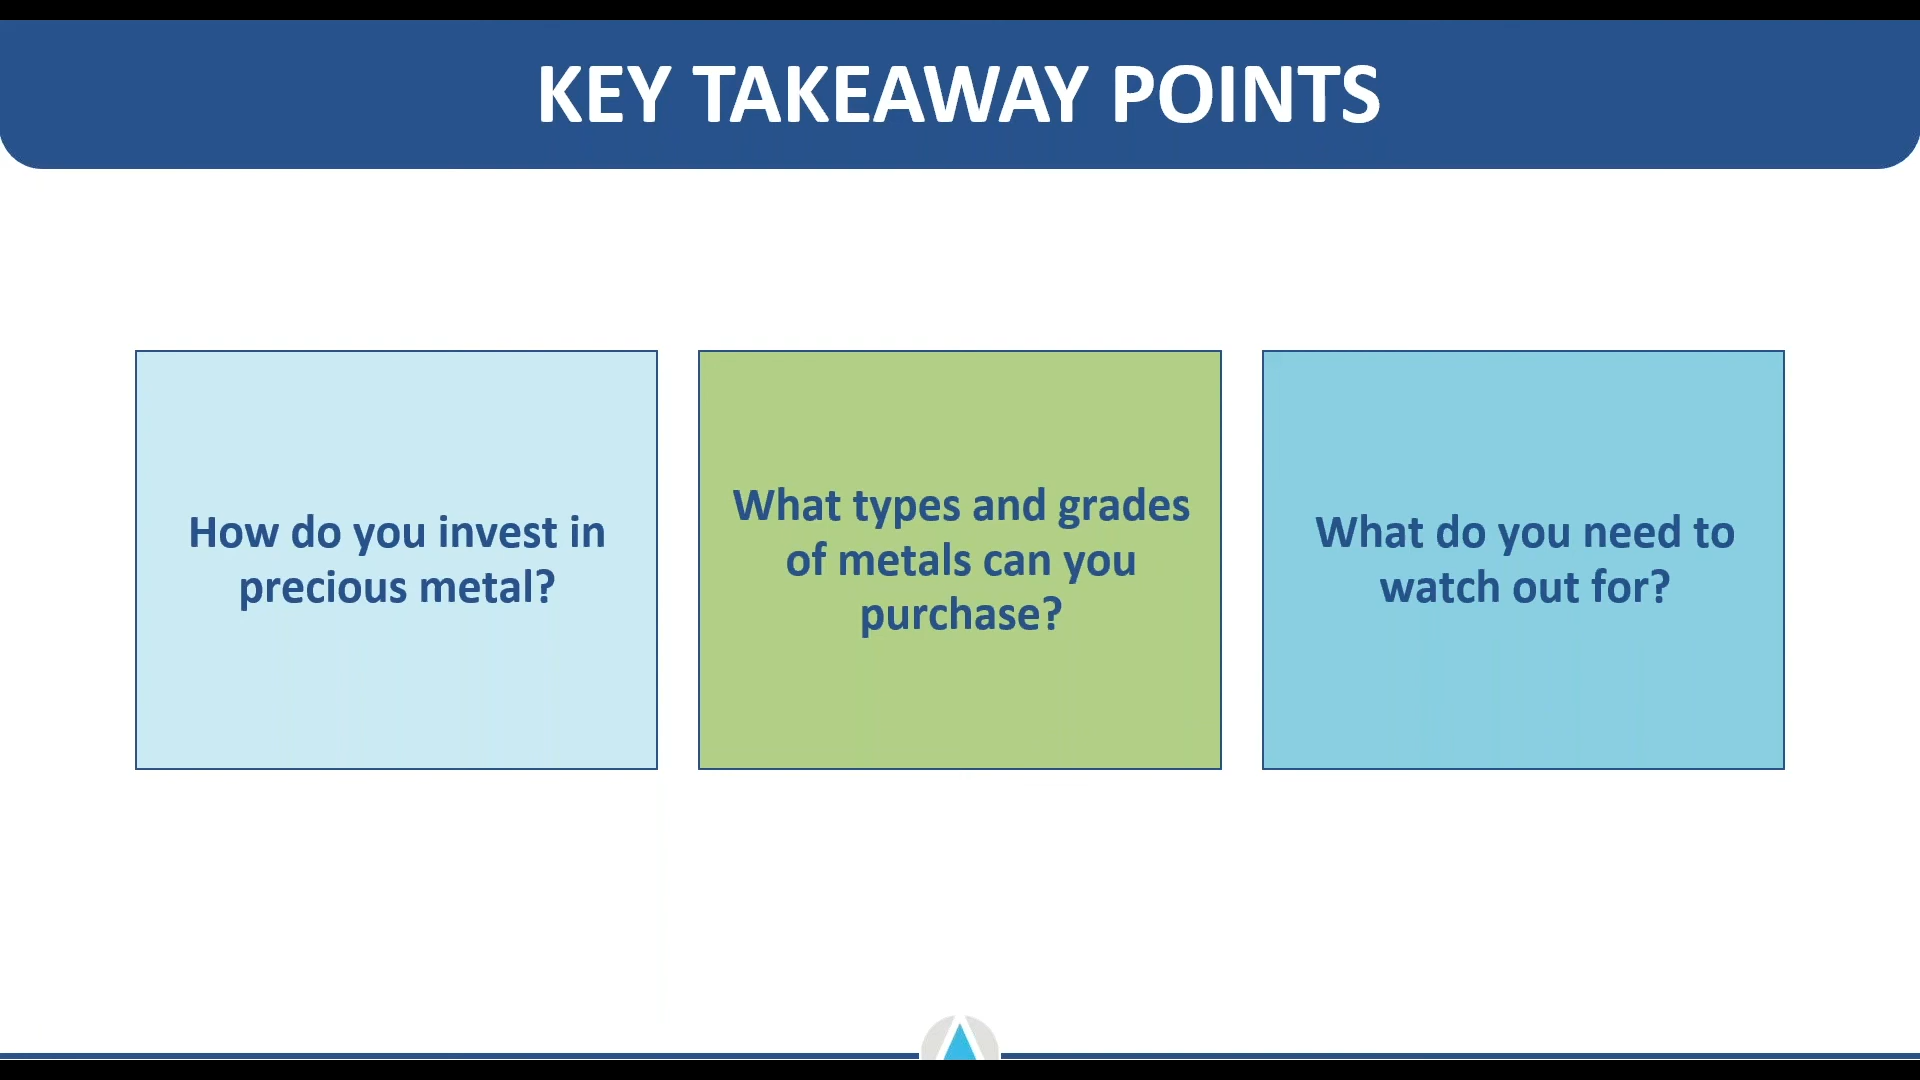 KEY TAKEAWAY POINTS
How do you invest in
precious metal?
What types and grades
of metals can you
purchase?
What do you need to
watch out for?